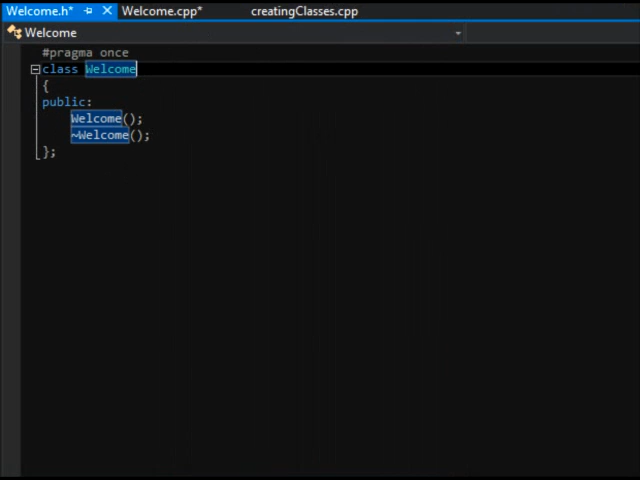 Welcome.h* Welcome.cpp* creatingClasses.cpp
Welcome
#pragma once
class Welcome
{
public:
Welcome();
~Welcome();
};